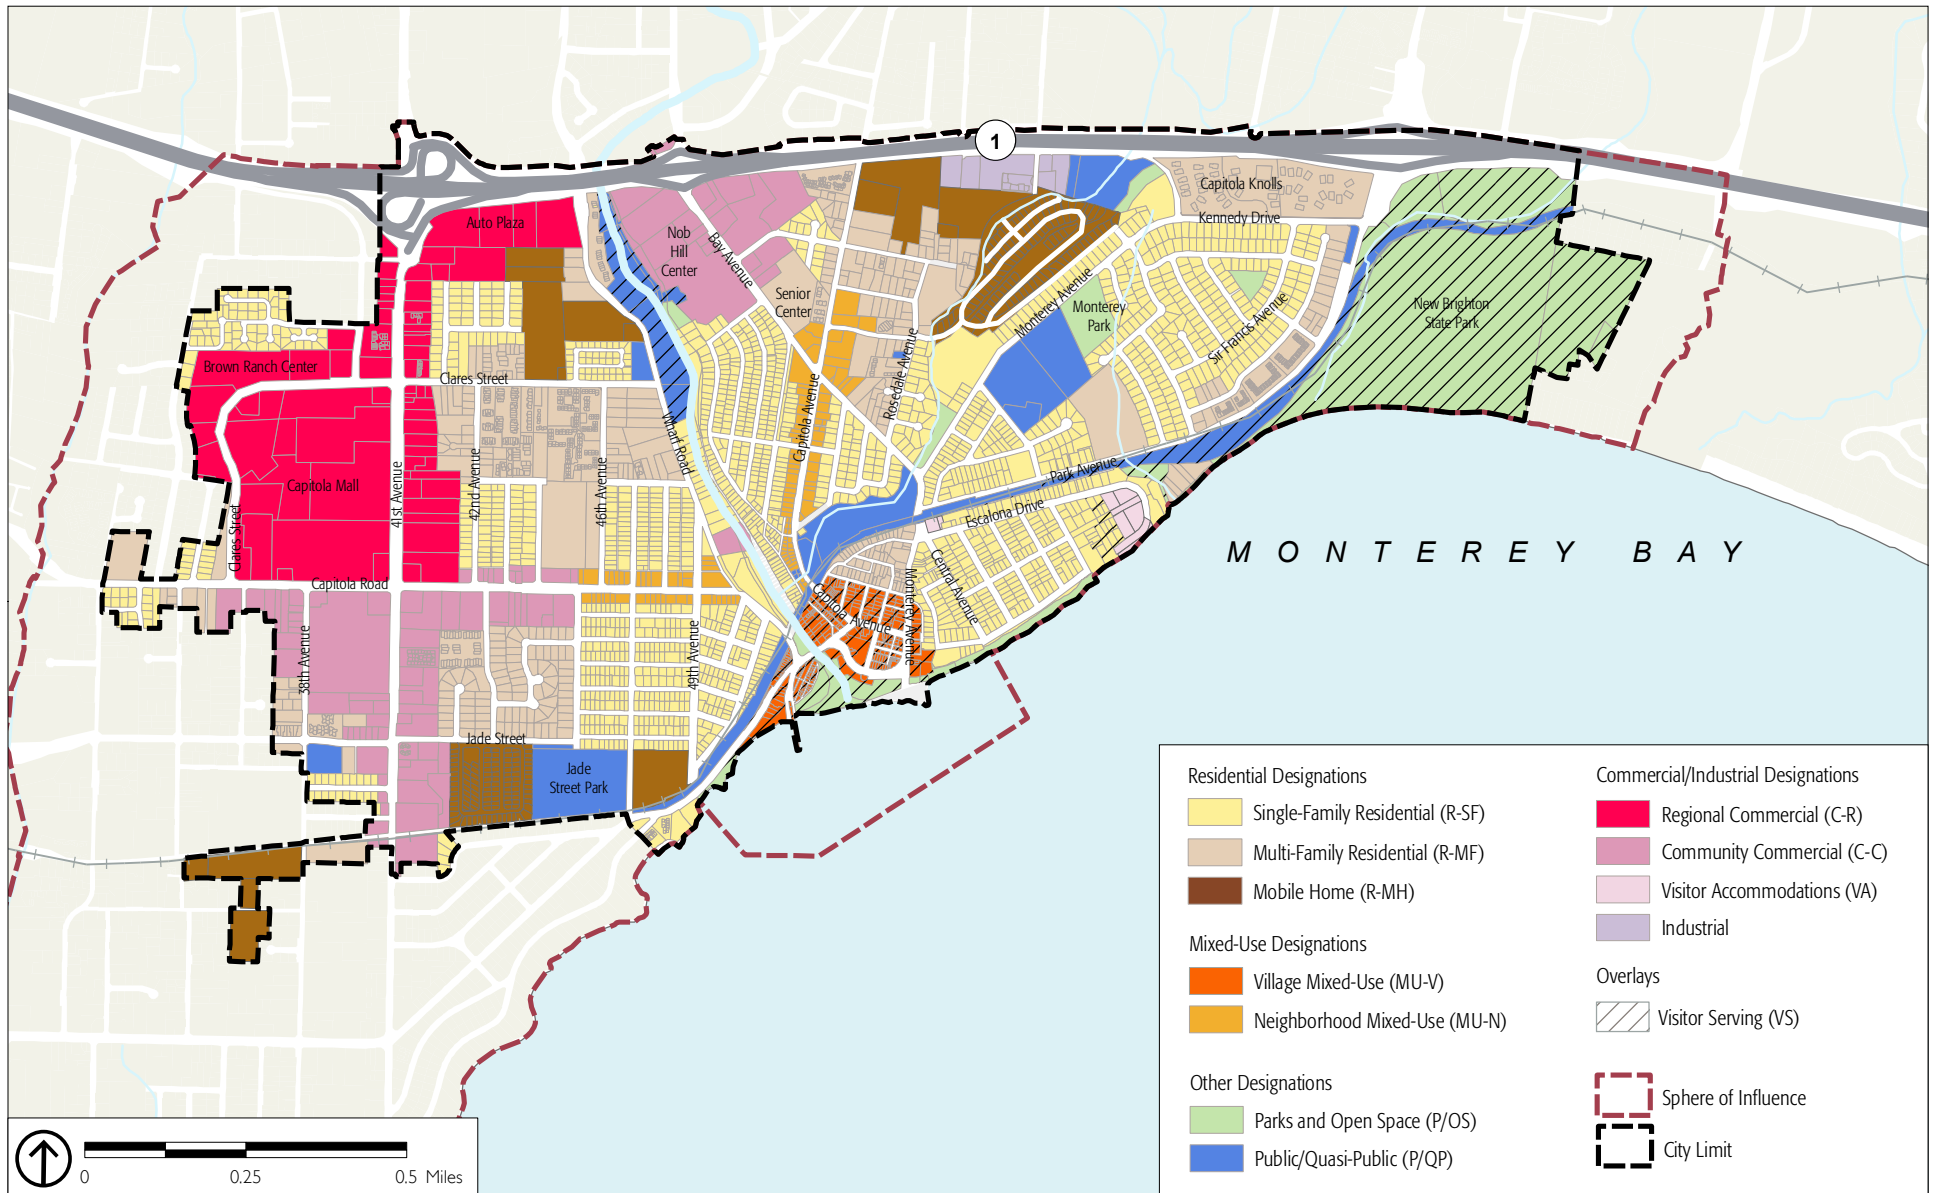 1
Capitola Knolls
Kennedy Drive
Auto Plaza
Nob
Hill
Center
Bay Avenue
Senior
Center
Monterey Avenue
Monterey
Park
Sir Francis Avenue
New Brighton
State Park
Brown Ranch Center
Clares Street
Rosedale Avenue
Capitola Avenue
Wharf Road
Park Avenue
Capitola Mall
41st Avenue
42nd Avenue
46th Avenue
Escalona Drive
Clares Street
MONTEREY BAY
Capitola Road
Central Avenue
Capitola Avenue
Monterey Avenue
38th Avenue
49th Avenue
Jade Street
Jade
Street Park
Residential Designations
Single-Family Residential (R-SF)
Multi-Family Residential (R-MF)
Mobile Home (R-MH)
Mixed-Use Designations
Village Mixed-Use (MU-V)
Neighborhood Mixed-Use (MU-N)
Other Designations
Parks and Open Space (P/OS)
Public/Quasi-Public (P/QP)
Commercial/Industrial Designations
Regional Commercial (C-R)
Community Commercial (C-C)
Visitor Accommodations (VA)
Industrial
Overlays
Visitor Serving (VS)
Sphere of Influence
City Limit
0 0.25 0.5 Miles